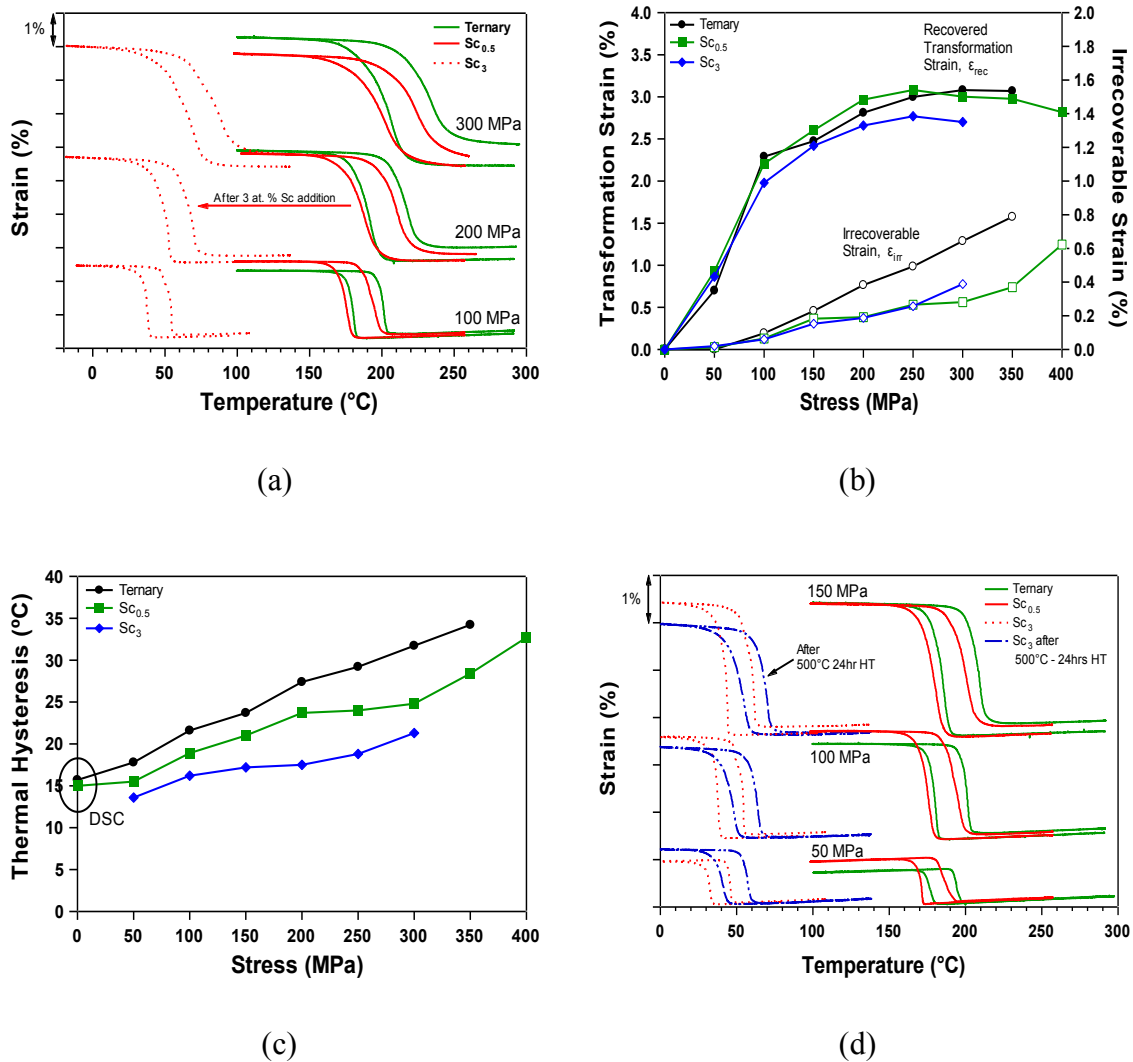 1%
Strain (%)
Ternary
Sc0.5
Sc3
300 MPa
After 3 at. % Sc addition
200 MPa
100 MPa
0 50 100 150 200 250 300
Temperature (°C)
(a)
4.0
3.5
3.0
2.5
2.0
1.5
1.0
0.5
0.0
Transformation Strain (%)
Ternary
Sc0.5
Sc3
Recovered
Transformation
Strain, εrec
Irrecoverable
Strain, εirr
2.0
1.8
1.6
1.4
1.2
1.0
0.8
0.6
0.4
0.2
0.0
Irrecoverable Strain (%)
0 50 100 150 200 250 300 350 400
Stress (MPa)
(b)
40
35
30
25
20
15
10
5
0
Thermal Hysteresis (ºC)
Ternary
Sc0.5
Sc3
DSC
0 50 100 150 200 250 300 350 400
Stress (MPa)
(c)
1%
Strain (%)
150 MPa
Ternary
Sc0.5
Sc3
Sc3 after
500°C - 24hrs HT
After
500°C 24hr HT
100 MPa
50 MPa
0 50 100 150 200 250 300
Temperature (°C)
(d)